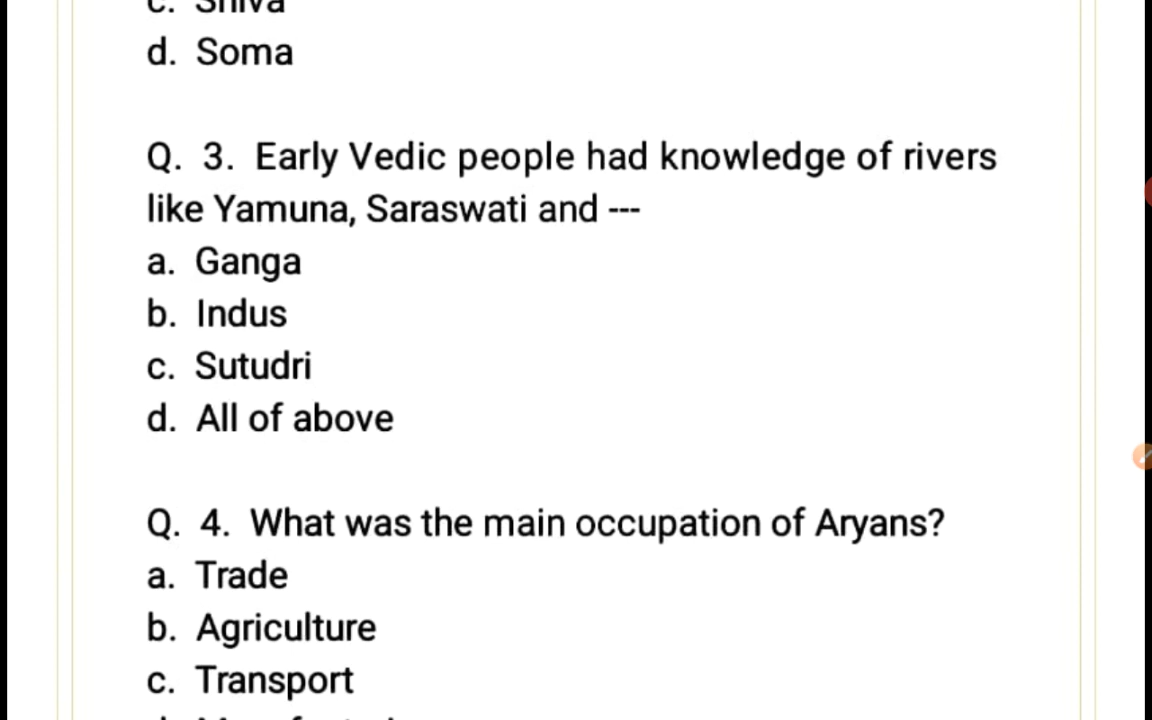 c. Shiva
d. Soma
Q. 3. Early Vedic people had knowledge of rivers
like Yamuna, Saraswati and ---
a. Ganga
b. Indus
c. Sutudri
d. All of above
Q. 4. What was the main occupation of Aryans?
a. Trade
b. Agriculture
c. Transport